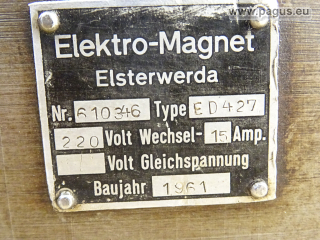 www.pagus.eu
Elektro-Magnet
Elsterwerda
Nr. 610346 Type ED427
220 Volt Wechsel- 15 Amp.
Volt Gleichspannung
Baujahr 1961